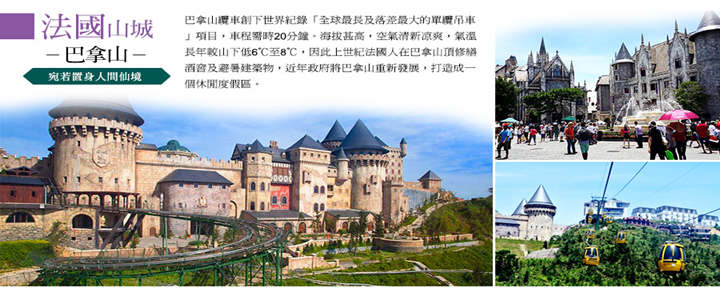 法國山城
－巴拿山－
宛若置身人間仙境
巴拿山纜車創下世界紀錄「全球最長及落差最大的單纜吊車
」項目，車程需時20分鐘。海拔甚高，空氣清新涼爽，氣溫
長年較山下低6℃至8℃，因此上世紀法國人在巴拿山頂修繕
酒窖及避暑建築物，近年政府將巴拿山重新發展，打造成一
個休閒度假區。